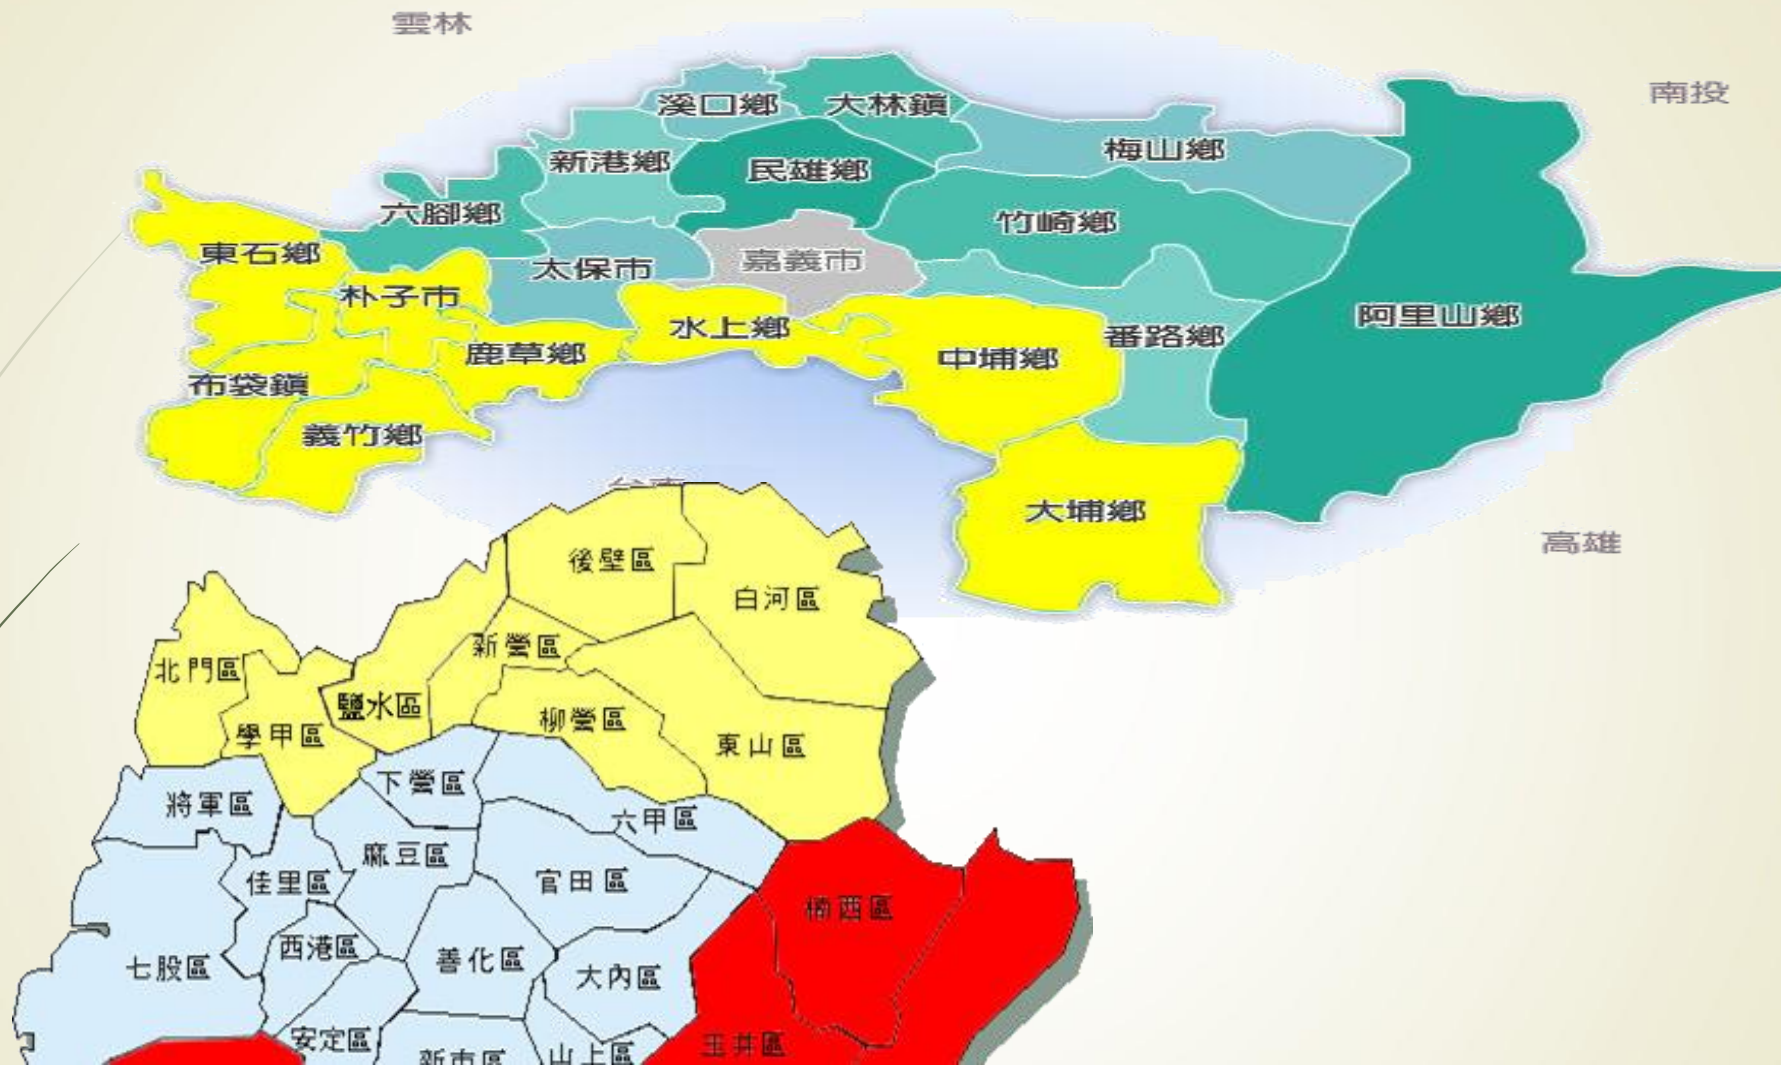 雲林
南投
溪口鄉
大林鎮
梅山鄉
新港鄉
民雄鄉
六腳鄉
竹崎鄉
東石鄉
太保市
嘉義市
朴子市
阿里山鄉
水上鄉
番路鄉
鹿草鄉
中埔鄉
布袋鎮
義竹鄉
大埔鄉
高雄
後壁區
白河區
新營區
北門區
鹽水區
柳營區
學甲區
東山區
下營區
將軍區
六甲區
麻豆區
佳里區
官田區
楠西區
西港區
善化區
七股區
大內區
安定區
玉井區
新市區
山上區